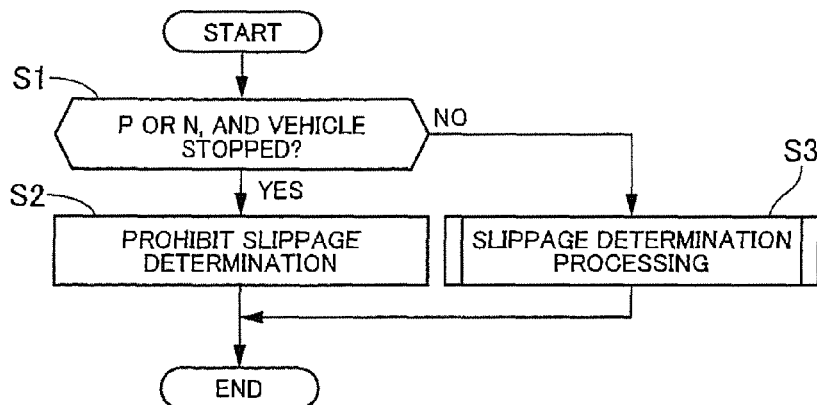 START
S1
P OR N, AND VEHICLE
STOPPED?
NO
YES
S2
PROHIBIT SLIPPAGE
DETERMINATION
S3
SLIPPAGE DETERMINATION
PROCESSING
END